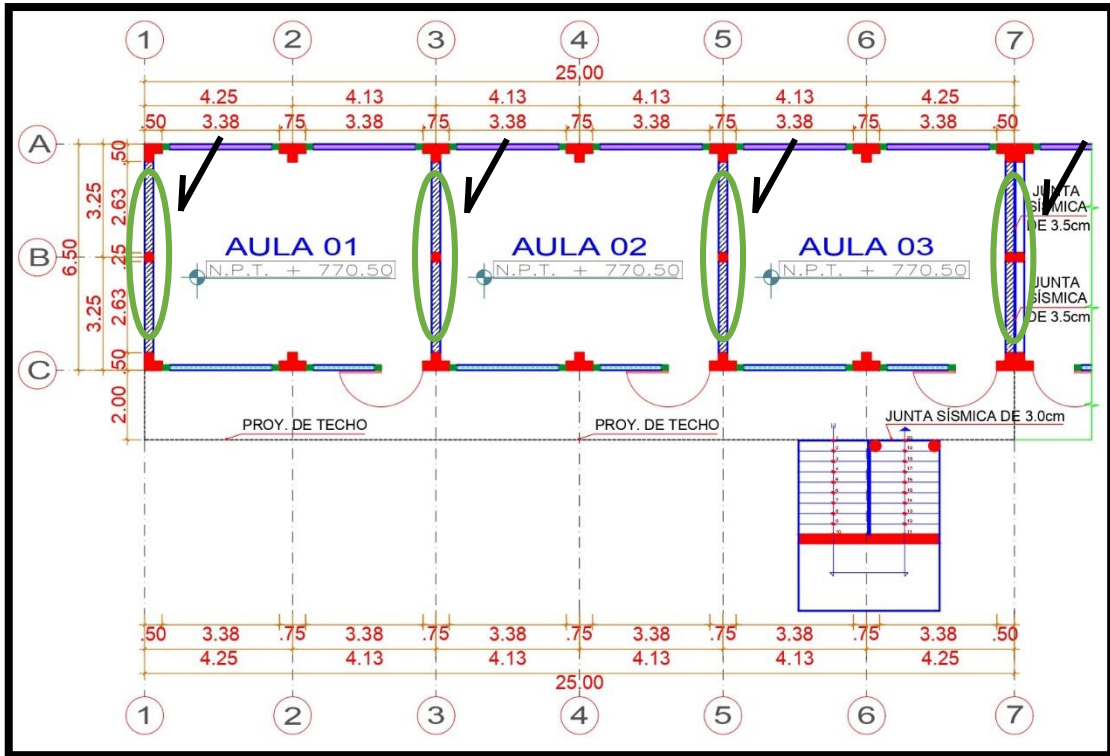 1 2 3 4 5 6 7
25.00
4.25 4.13 4.13 4.13 4.13 4.25
.50 3.38 .75 3.38 .75 3.38 .75 3.38 .75 3.38 .75 3.38 .50
A
.50
3.25 2.63
JUNTA
SÍSMICA
DE 3.5cm
AULA 01 AULA 02 AULA 03
B
6.50 .25
N.P.T. + 770.50 N.P.T. + 770.50 N.P.T. + 770.50
3.25 2.63
JUNTA
SÍSMICA
DE 3.5cm
.50
C
2.00
PROY. DE TECHO PROY. DE TECHO JUNTA SÍSMICA DE 3.0cm
.50 3.38 .75 3.38 .75 3.38 .75 3.38 .75 3.38 .75 3.38 .50
4.25 4.13 4.13 4.13 4.13 4.25
25.00
1 2 3 4 5 6 7